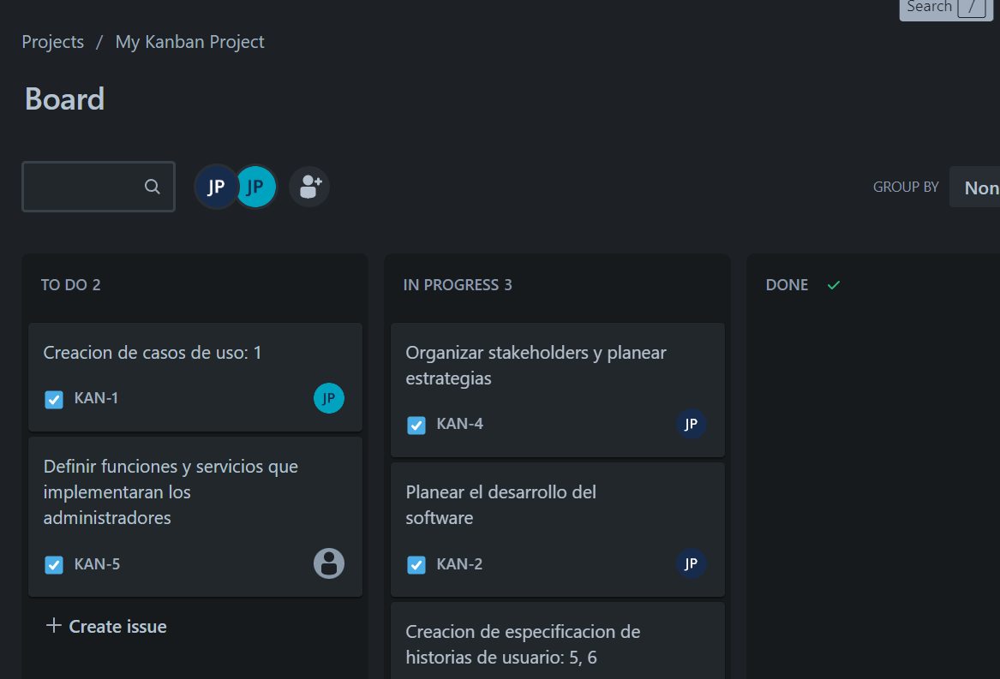 Search /
Projects / My Kanban Project
Board
JP JP
GROUP BY Non
TO DO 2
Creacion de casos de uso: 1
KAN-1 JP
Definir funciones y servicios que
implementaran los
administradores
KAN-5
+ Create issue
IN PROGRESS 3
Organizar stakeholders y planear
estrategias
KAN-4 JP
Planear el desarrollo del
software
KAN-2 JP
Creacion de especificacion de
historias de usuario: 5, 6
DONE